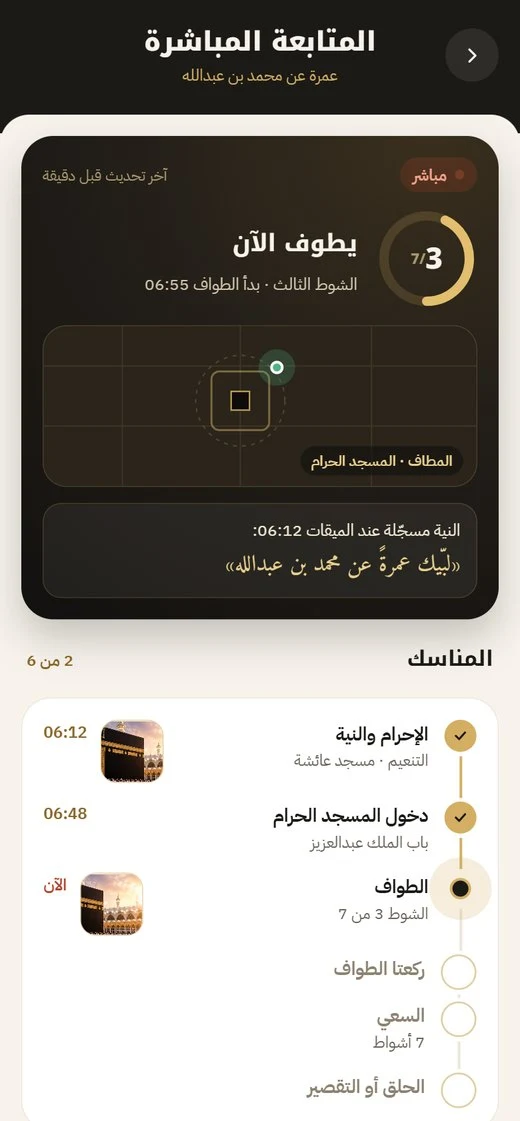 المتابعة المباشرة
عمرة عن محمد بن عبدالله
مباشر
آخر تحديث قبل دقيقة
3/7
يطوف الآن
الشوط الثالث · بدأ الطواف 06:55
المطاف · المسجد الحرام
النية مسجّلة عند الميقات 06:12:
«لبّيك عمرةً عن محمد بن عبدالله»
المناسك
2 من 6
الإحرام والنية
06:12
التنعيم · مسجد عائشة
دخول المسجد الحرام
06:48
باب الملك عبدالعزيز
الطواف
الآن
الشوط 3 من 7
ركعتا الطواف
السعي
7 أشواط
الحلق أو التقصير